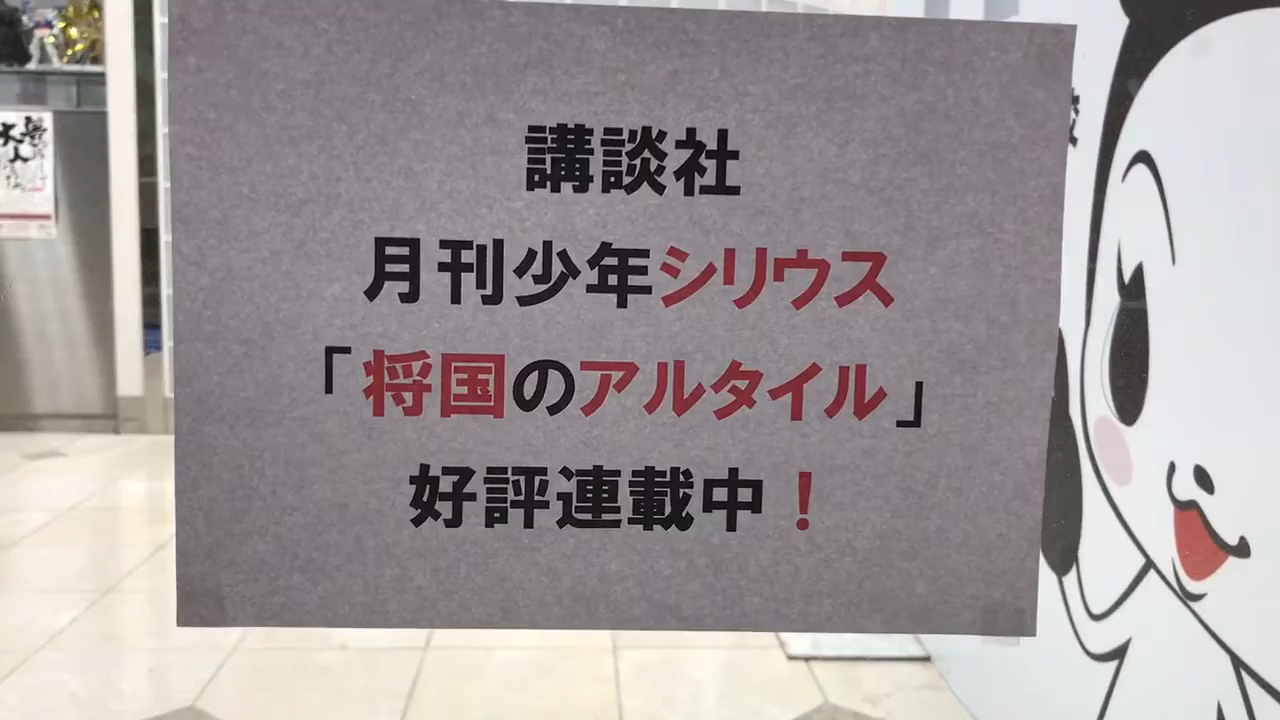 講談社
月刊少年シリウス
「将国のアルタイル」
好評連載中！